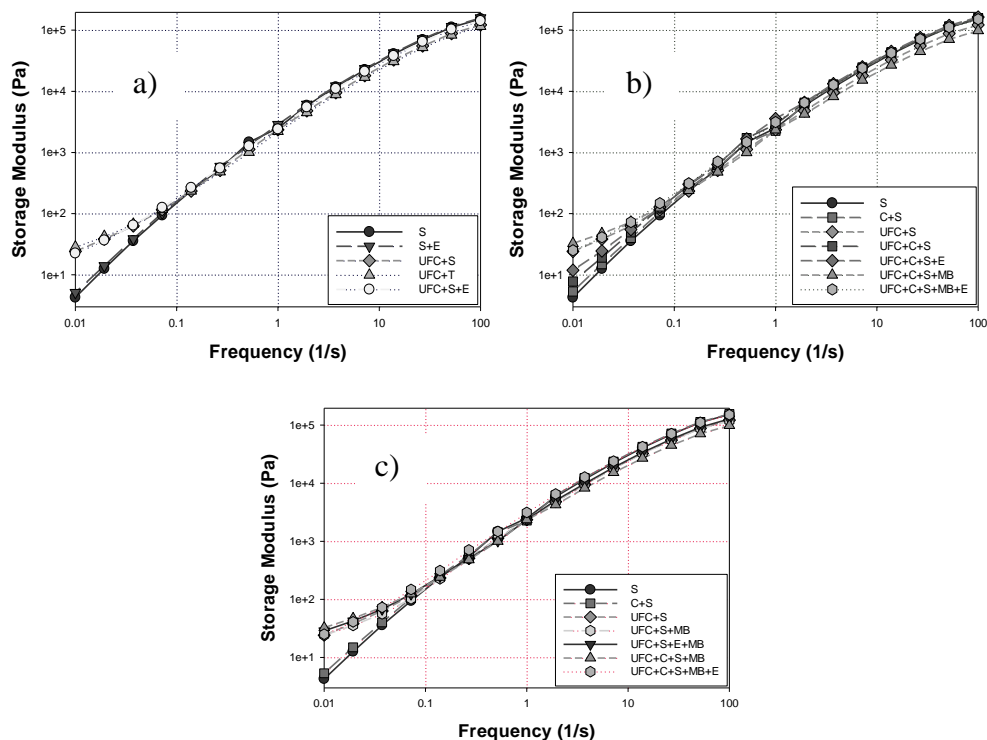 Storage Modulus (Pa)
1e+5
1e+4
1e+3
1e+2
1e+1
a)
S
S+E
UFC+S
UFC+T
UFC+S+E
0.01 0.1 1 10 100
Frequency (1/s)
Storage Modulus (Pa)
1e+5
1e+4
1e+3
1e+2
1e+1
b)
S
C+S
UFC+S
UFC+C+S
UFC+C+S+E
UFC+C+S+MB
UFC+C+S+MB+E
0.01 0.1 1 10 100
Frequency (1/s)
Storage Modulus (Pa)
1e+5
1e+4
1e+3
1e+2
1e+1
c)
S
C+S
UFC+S
UFC+S+MB
UFC+S+E+MB
UFC+C+S+MB
UFC+C+S+MB+E
0.01 0.1 1 10 100
Frequency (1/s)